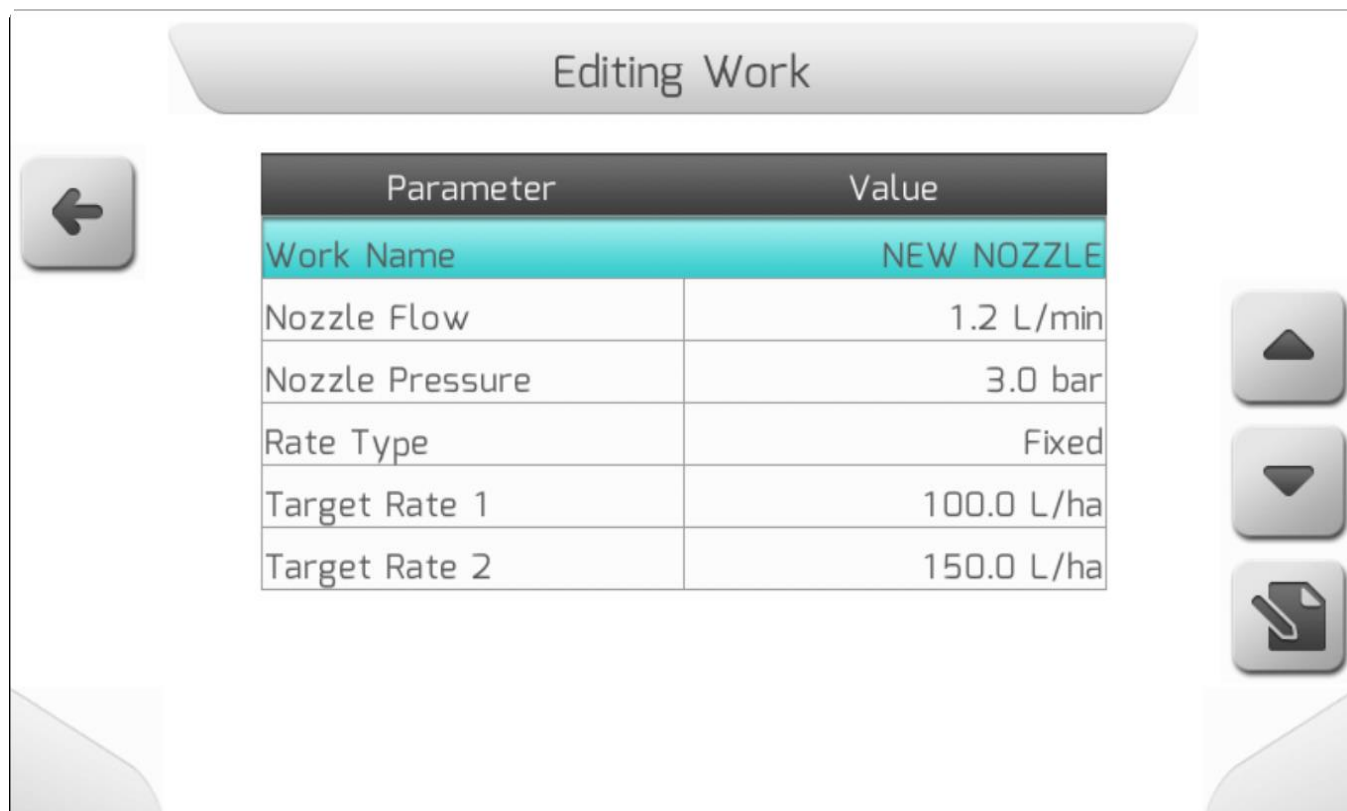 Editing Work
Parameter Value
Work Name NEW NOZZLE
Nozzle Flow 1.2 L/min
Nozzle Pressure 3.0 bar
Rate Type Fixed
Target Rate 1 100.0 L/ha
Target Rate 2 150.0 L/ha